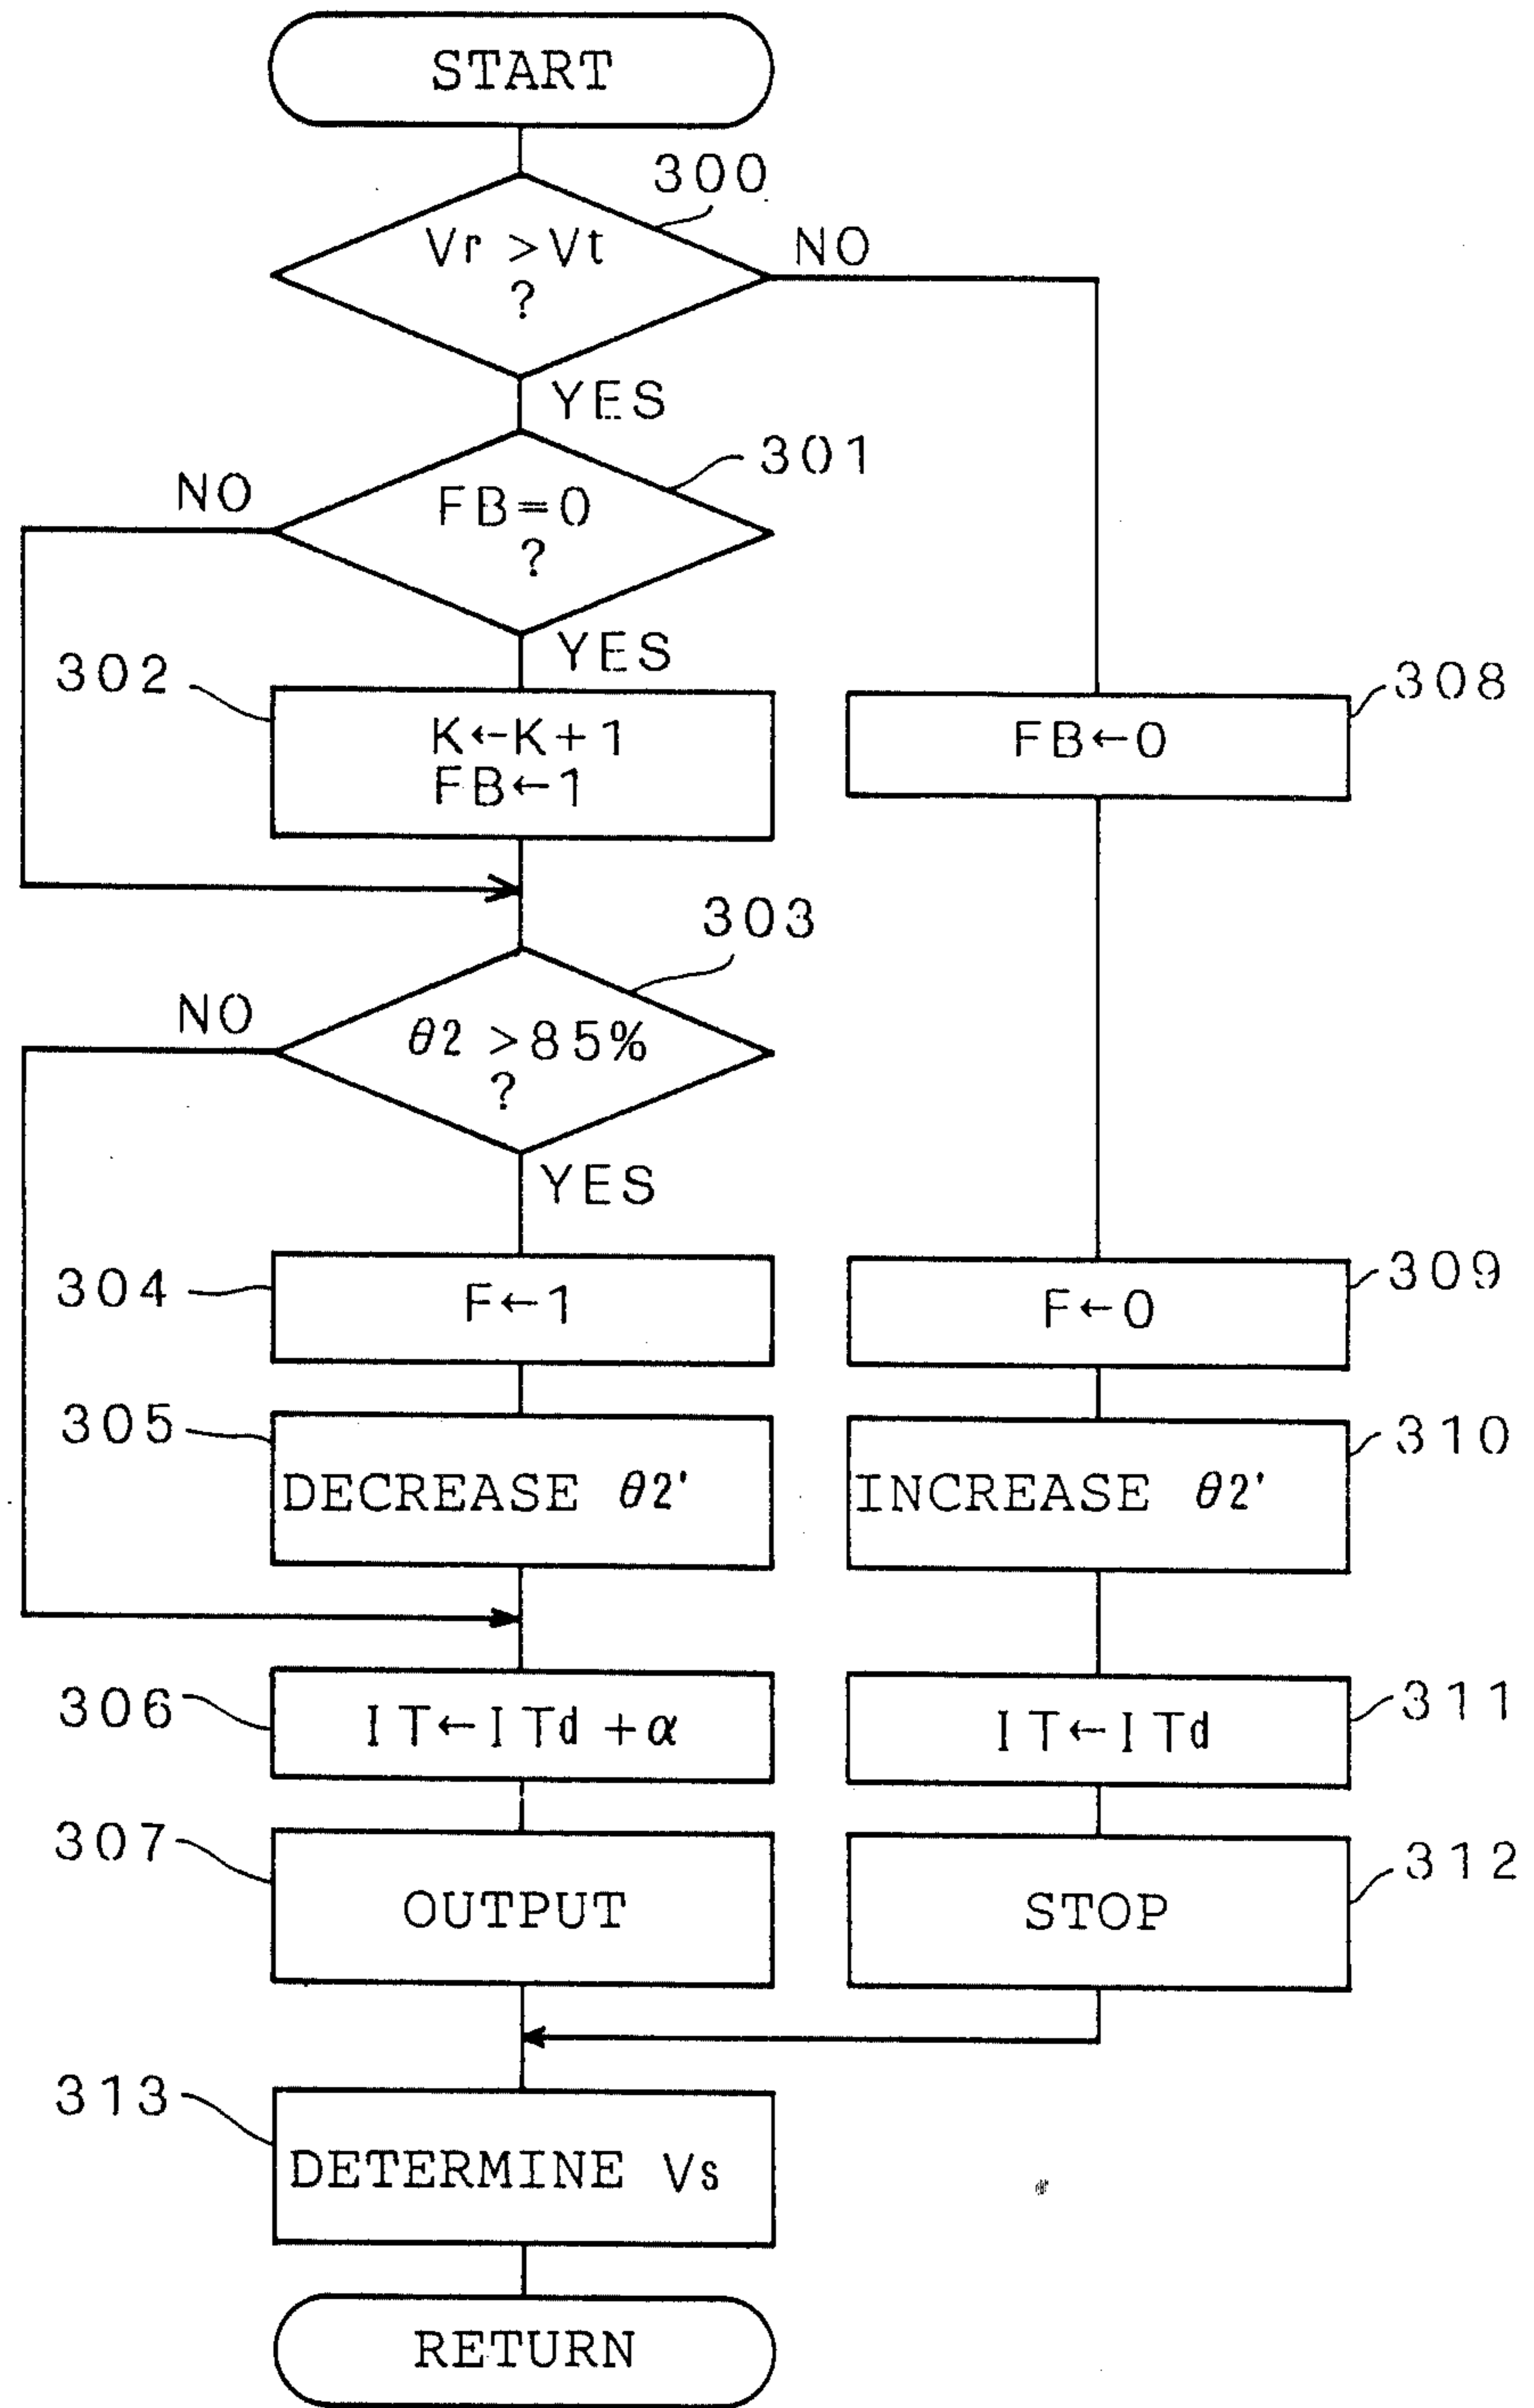 START
300
Vr >Vt
?
NO
YES
301
NO
FB=0
?
YES
302
K←K+1
FB←1
308
FB←0
303
NO
θ2 >85%
?
YES
304
F←1
309
F←0
305
DECREASE θ2'
310
INCREASE θ2'
306
IT←ITd +α
311
IT←ITd
307
OUTPUT
312
STOP
313
DETERMINE Vs
RETURN